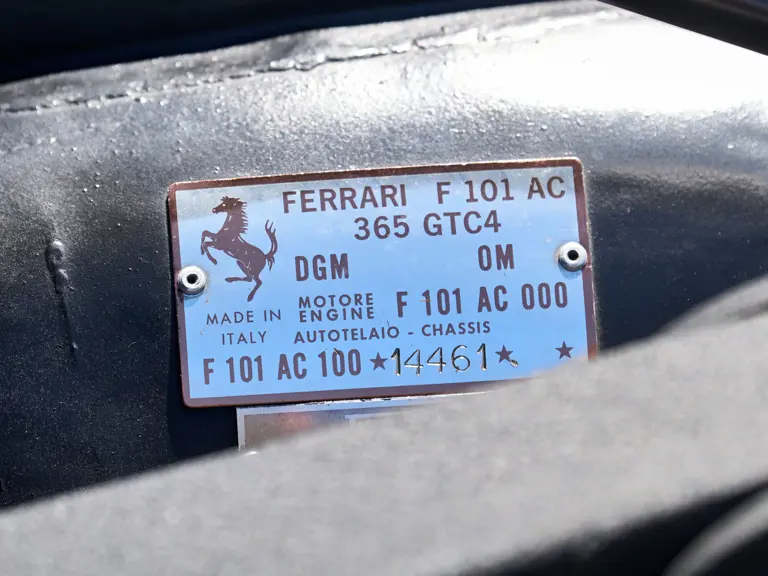 FERRARI F 101 AC
365 GTC4
DGM OM
MADE IN ITALY
MOTORE ENGINE F 101 AC 000
AUTOTELAIO - CHASSIS
F 101 AC 100 ★14461★ ★